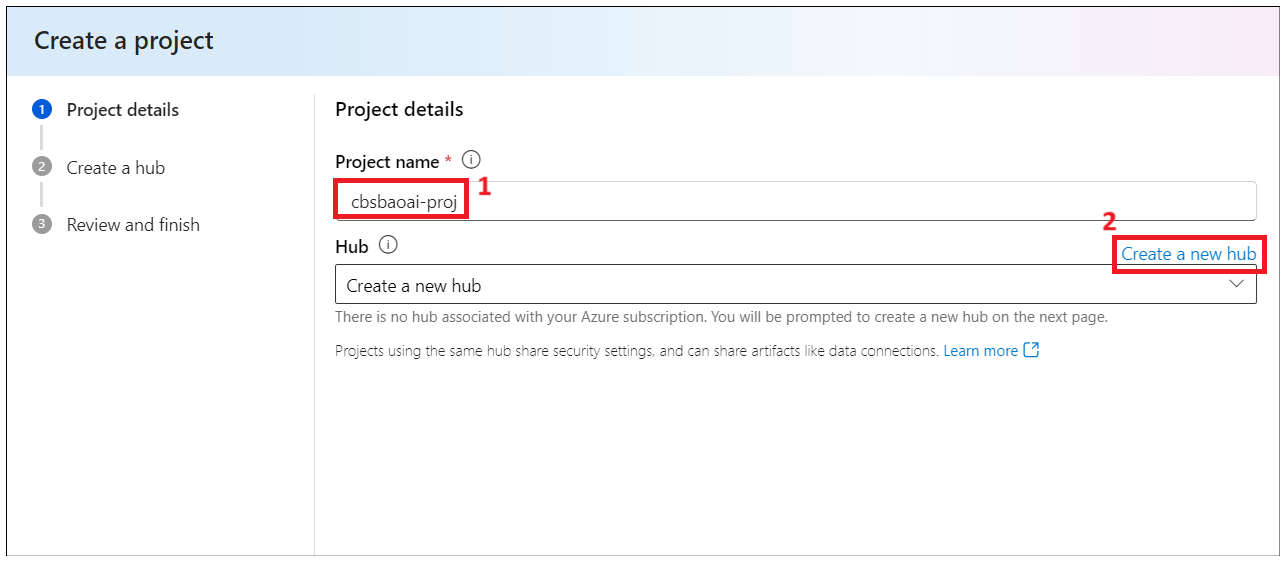 Create a project
1 Project details
2 Create a hub
3 Review and finish
Project details
Project name *
cbsbaoai-proj
1
Hub
2
Create a new hub
Create a new hub
There is no hub associated with your Azure subscription. You will be prompted to create a new hub on the next page.
Projects using the same hub share security settings, and can share artifacts like data connections. Learn more